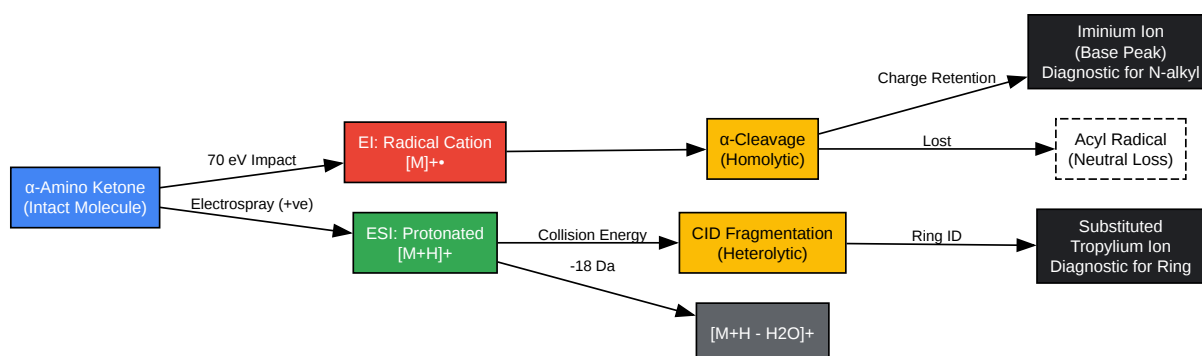 α-Amino Ketone
(Intact Molecule)
70 eV Impact
Electrospray (+ve)
EI: Radical Cation
[M]+•
ESI: Protonated
[M+H]+
Collision Energy
-18 Da
α-Cleavage
(Homolytic)
CID Fragmentation
(Heterolytic)
[M+H - H2O]+
Charge Retention
Lost
Ring ID
Iminium Ion
(Base Peak)
Diagnostic for N-alkyl
Acyl Radical
(Neutral Loss)
Substituted
Tropylium Ion
Diagnostic for Ring